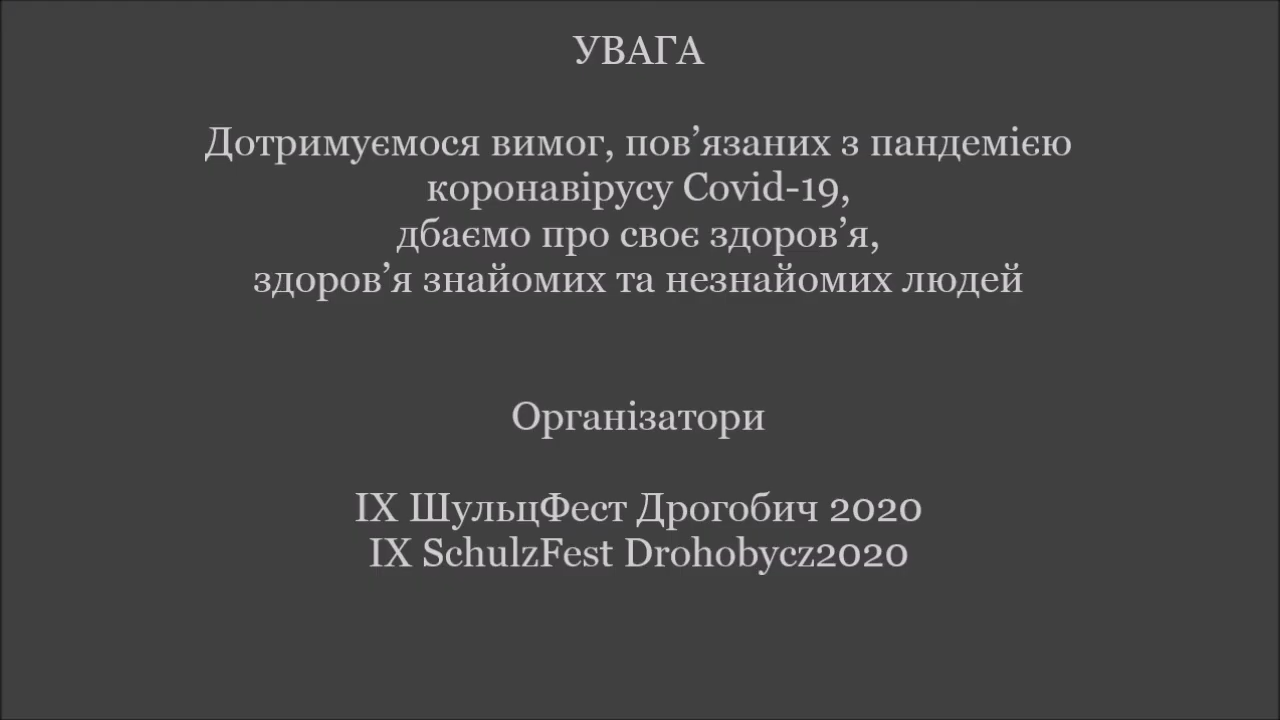 УВАГА
Дотримуємося вимог, пов’язаних з пандемією
коронавірусу Covid-19,
дбаємо про своє здоров’я,
здоров’я знайомих та незнайомих людей
Організатори
IX ШульцФест Дрогобич 2020
IX SchulzFest Drohobycz2020